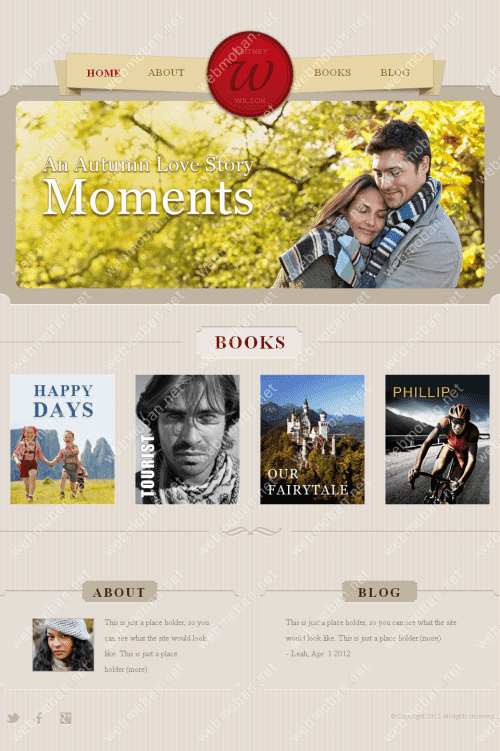 HOME
ABOUT
WHITNEY
W
WILSON
BOOKS
BLOG
An Autumn Love Story
Moments
BOOKS
HAPPY
DAYS
TOURIST
OUR
FAIRYTALE
PHILLIP
ABOUT
This is just a place holder, so you
can see what the site would look
like. This is just a place
holder (more)
BLOG
This is just a place holder, so you can see what the site
would look like. This is just a place holder (more)
- Leah, Apr. 1 2012
© Copyright 2012. All rights reserved.
webmoban.net